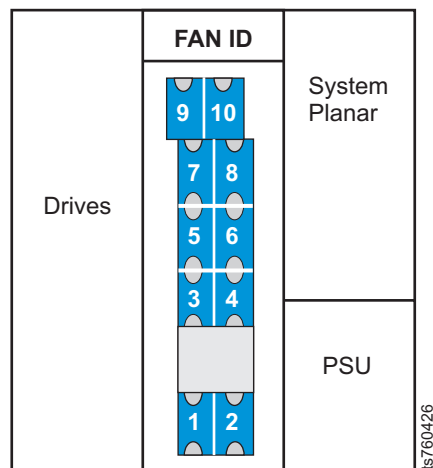 FAN ID
System
Planar
9 10
7 8
Drives
5 6
3 4
PSU
1 2
ts760426